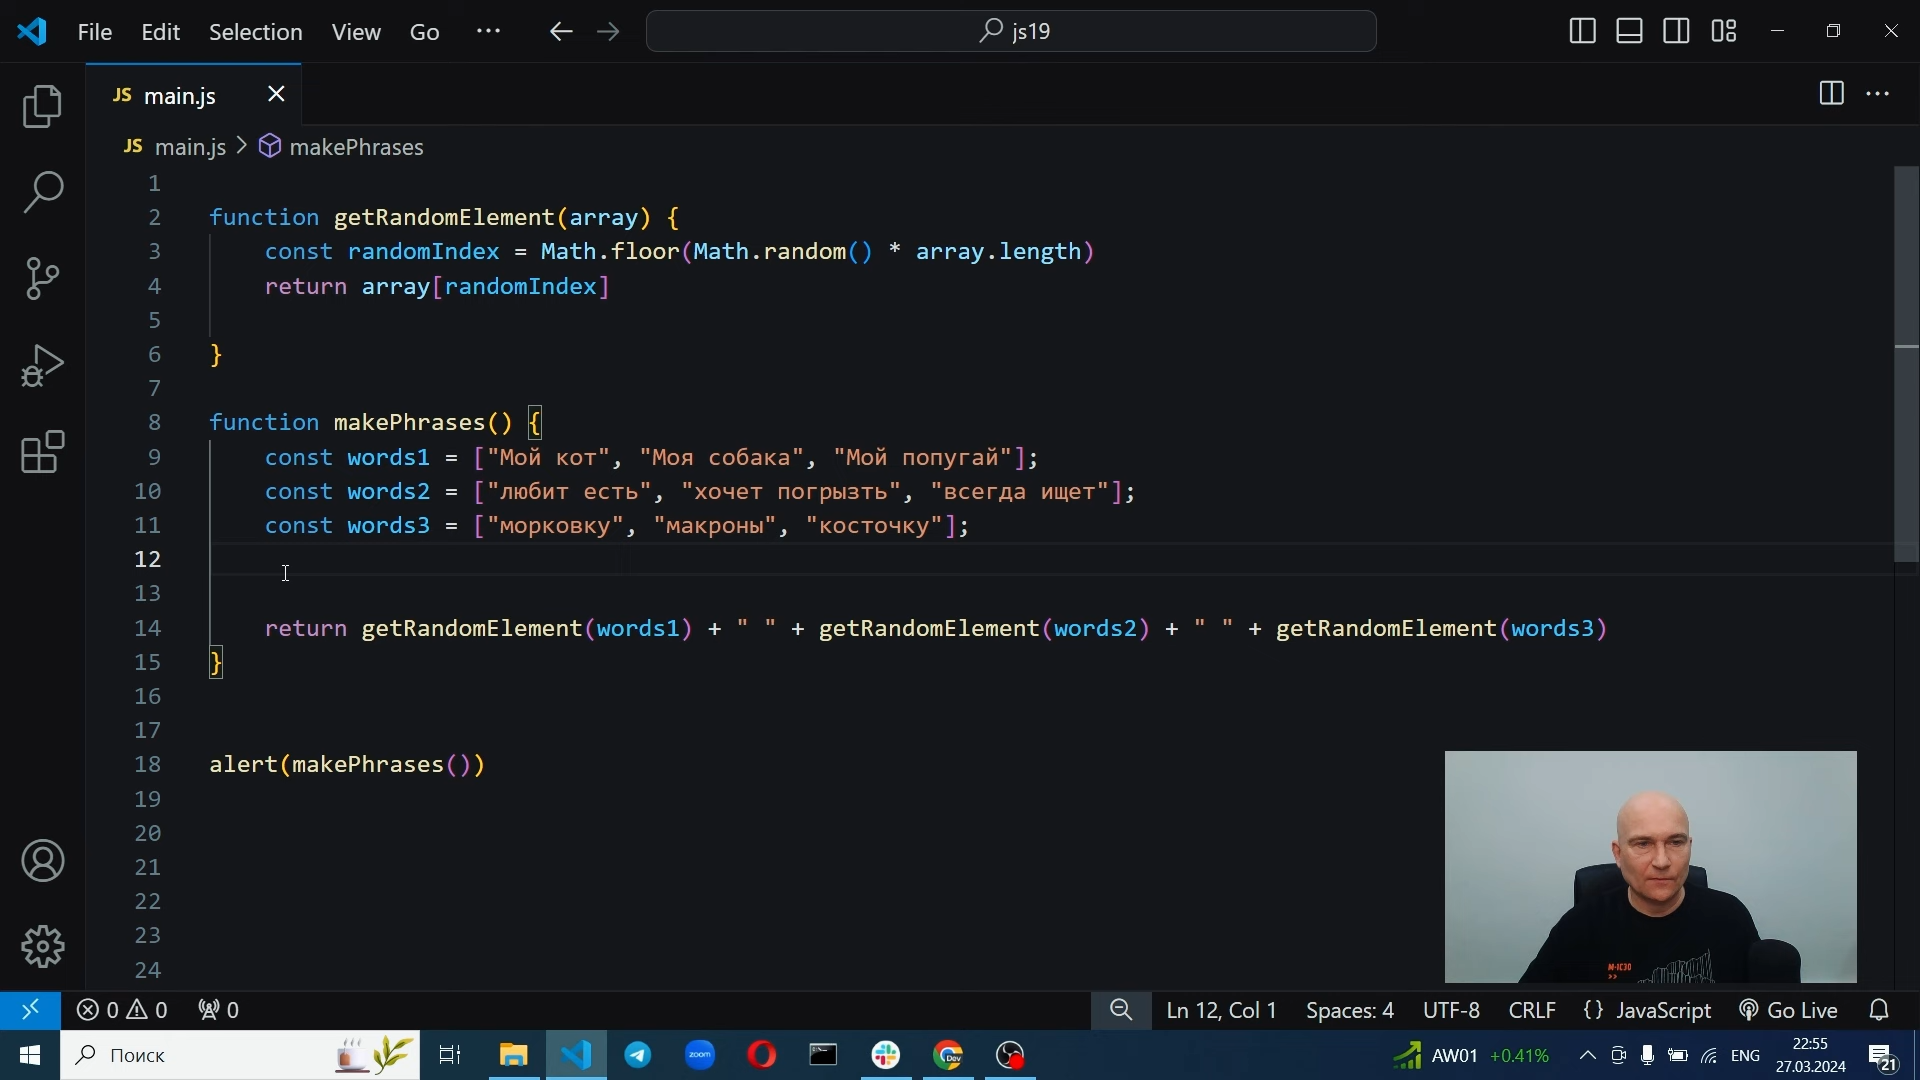 File Edit Selection View Go ··· js19
JS main.js
JS main.js > makePhrases
1
2 function getRandomElement(array) {
3 const randomIndex = Math.floor(Math.random() * array.length)
4 return array[randomIndex]
5
6 }
7
8 function makePhrases() {
9 const words1 = ["Мой кот", "Моя собака", "Мой попугай"];
10 const words2 = ["любит есть", "хочет погрызть", "всегда ищет"];
11 const words3 = ["морковку", "макроны", "косточку"];
12
13
14 return getRandomElement(words1) + " " + getRandomElement(words2) + " " + getRandomElement(words3)
15 }
16
17
18 alert(makePhrases())
19
20
21
22
23
24
M-IC3D
>>
0 0 0 Ln 12, Col 1 Spaces: 4 UTF-8 CRLF {} JavaScript Go Live
Поиск zoom Dev AW01 +0.41% ENG 22:55
27.03.2024 21